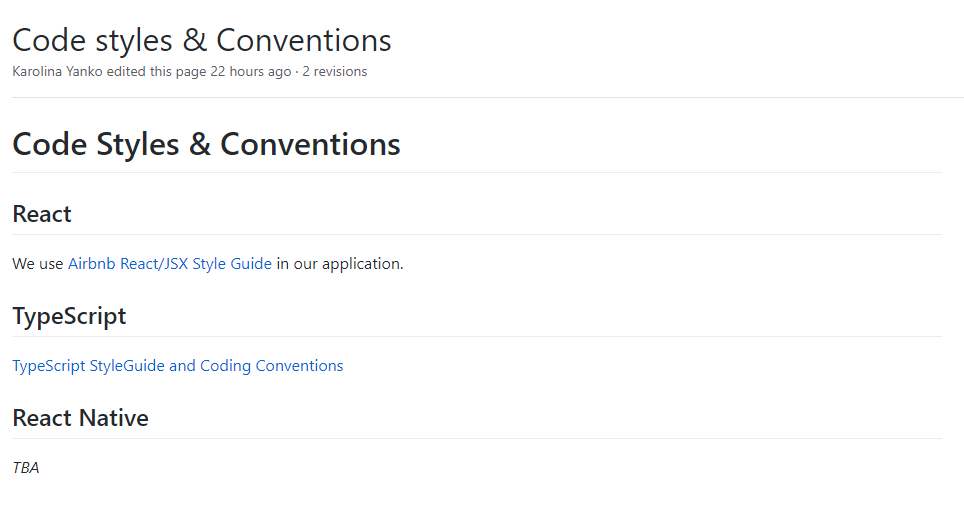 Code styles & Conventions
Karolina Yanko edited this page 22 hours ago · 2 revisions
Code Styles & Conventions
React
We use Airbnb React/JSX Style Guide in our application.
TypeScript
TypeScript StyleGuide and Coding Conventions
React Native
TBA